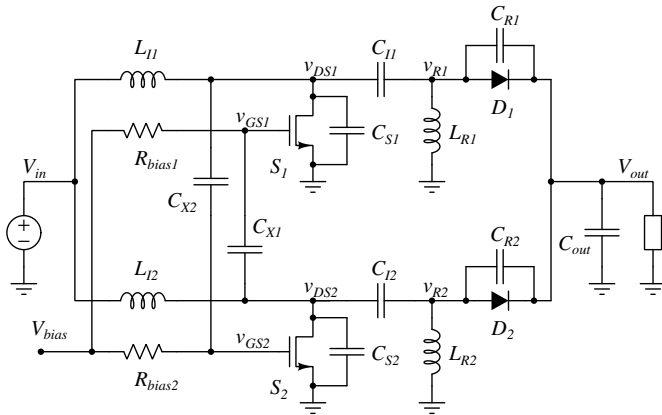 C_{R1}
L_{I1}
C_{I1}
v_{DS1}
v_{R1}
D_1
v_{GS1}
C_{S1}
L_{R1}
R_{bias1}
S_1
V_{in}
V_{out}
C_{X2}
+
−
C_{X1}
C_{out}
C_{R2}
L_{I2}
C_{I2}
v_{DS2}
v_{R2}
V_{bias}
D_2
v_{GS2}
C_{S2}
L_{R2}
R_{bias2}
S_2